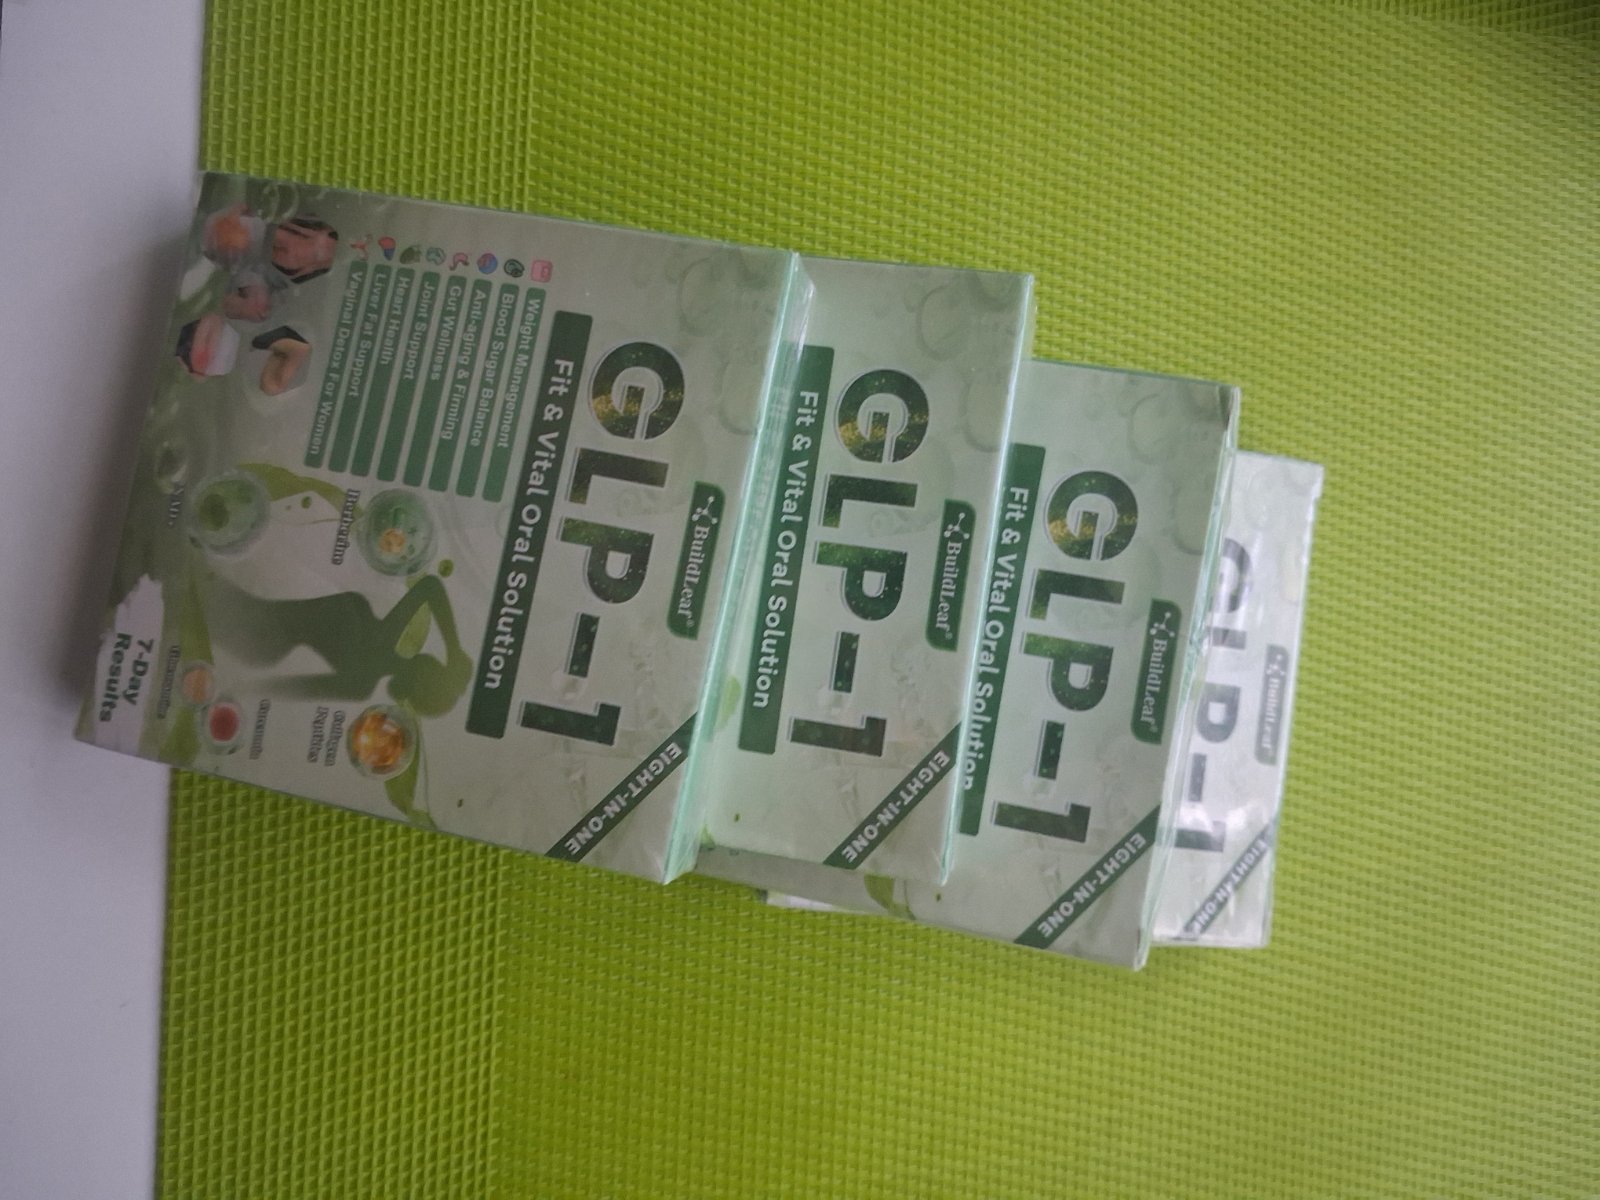 BuildLeaf®
GLP-1
EIGHT-IN-ONE
BuildLeaf®
GLP-1
Fit & Vital Oral Solution
EIGHT-IN-ONE
BuildLeaf®
GLP-1
Fit & Vital Oral Solution
EIGHT-IN-ONE
BuildLeaf®
GLP-1
Fit & Vital Oral Solution
EIGHT-IN-ONE
Weight Management
Blood Sugar Balance
Anti-aging & Firming
Gut Wellness
Joint Support
Heart Health
Liver Fat Support
Vaginal Detox For Women
Berberine
NAD+
Collagen
Peptides
7-Day
Results